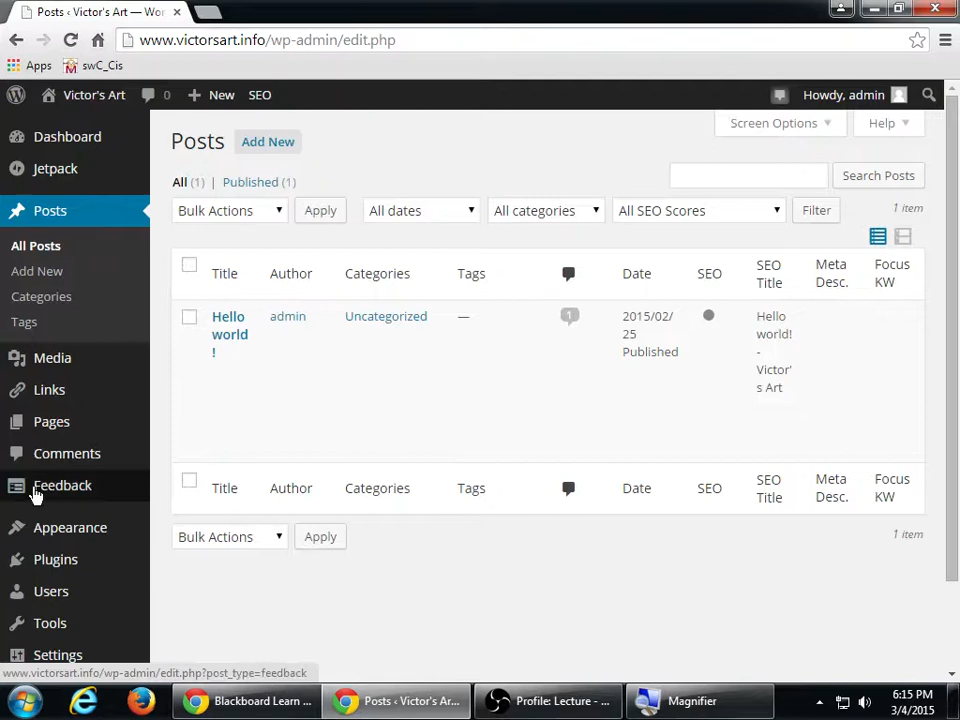 Posts ‹ Victor's Art — Wor
www.victorsart.info/wp-admin/edit.php
Apps swC_Cis
Victor's Art 0 New SEO Howdy, admin
Dashboard
Jetpack
Posts
All Posts
Add New
Categories
Tags
Media
Links
Pages
Comments
Feedback
Appearance
Plugins
Users
Tools
Settings
Screen Options Help
Posts Add New
All (1) | Published (1)
Search Posts
Bulk Actions Apply All dates All categories All SEO Scores Filter 1 item
Title Author Categories Tags Date SEO SEO Title Meta Desc. Focus KW
Hello world! admin Uncategorized — 1 2015/02/25 Published Hello world! - Victor's Art
Title Author Categories Tags Date SEO SEO Title Meta Desc. Focus KW
Bulk Actions Apply 1 item
www.victorsart.info/wp-admin/edit.php?post_type=feedback
Blackboard Learn ... Posts ‹ Victor's Ar... Profile: Lecture - ... Magnifier
6:15 PM
3/4/2015